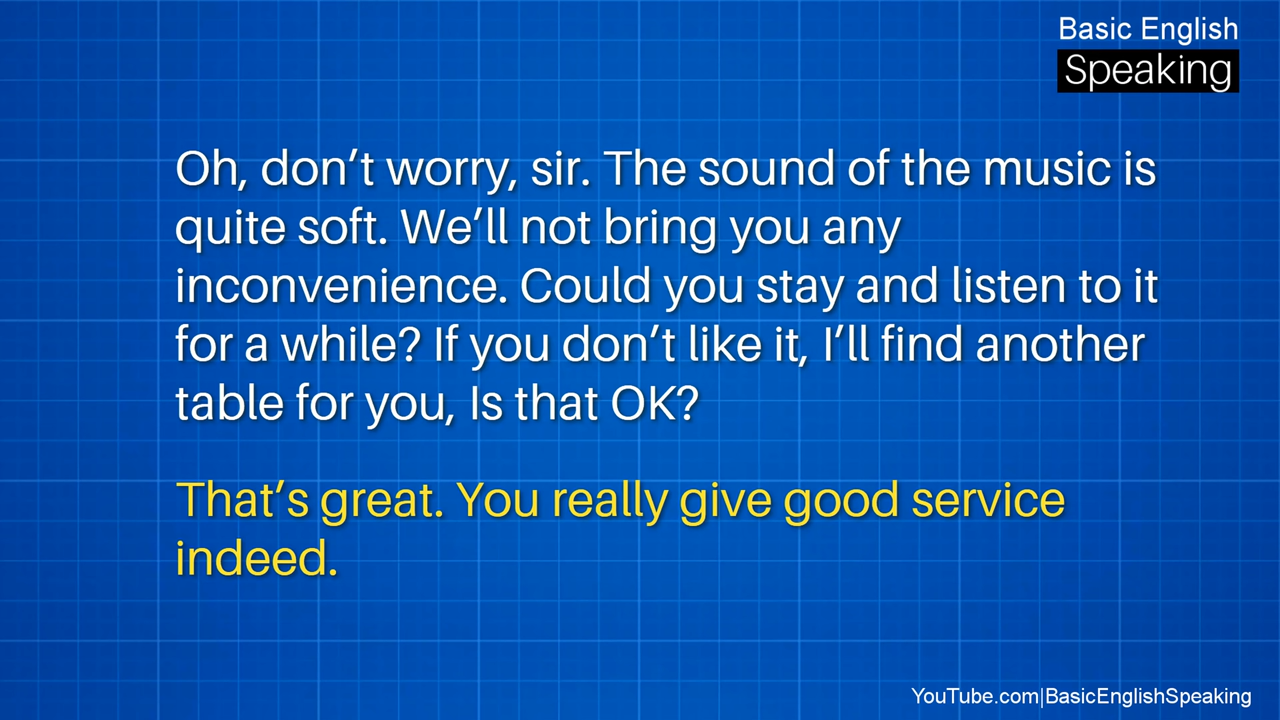 Basic English
Speaking
Oh, don’t worry, sir. The sound of the music is
quite soft. We’ll not bring you any
inconvenience. Could you stay and listen to it
for a while? If you don’t like it, I’ll find another
table for you, Is that OK?
That’s great. You really give good service
indeed.
YouTube.com|BasicEnglishSpeaking